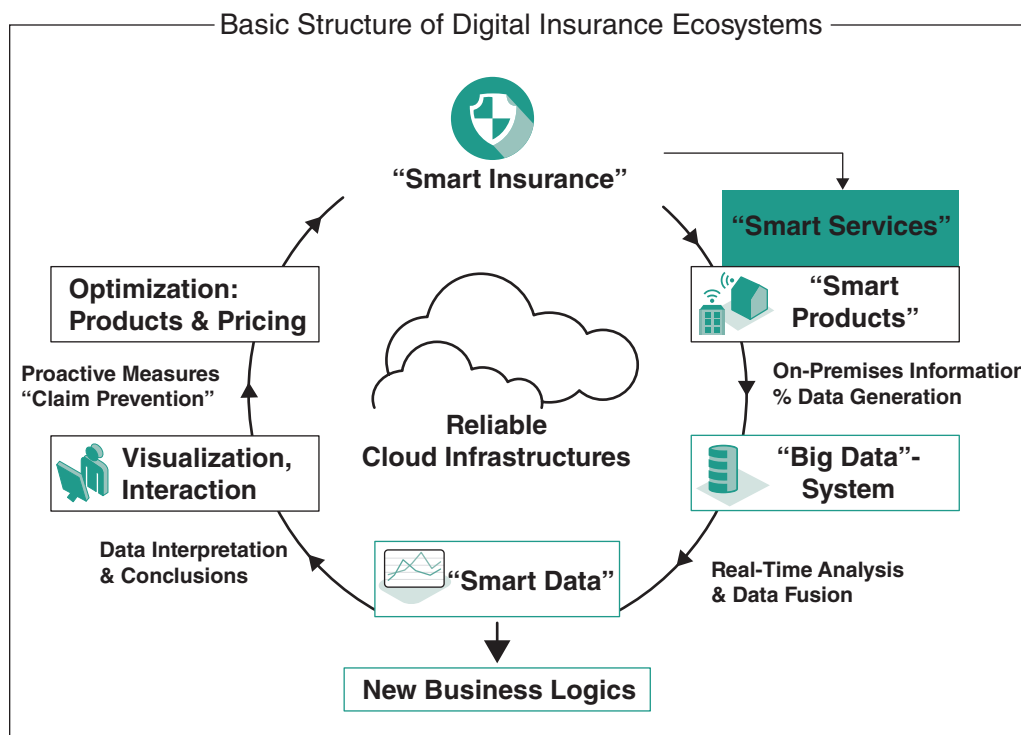 Basic Structure of Digital Insurance Ecosystems
“Smart Insurance”
“Smart Services”
“Smart
Products”
On-Premises Information
% Data Generation
“Big Data”-
System
Real-Time Analysis
& Data Fusion
“Smart Data”
New Business Logics
Data Interpretation
& Conclusions
Visualization,
Interaction
Proactive Measures
“Claim Prevention”
Optimization:
Products & Pricing
Reliable
Cloud Infrastructures